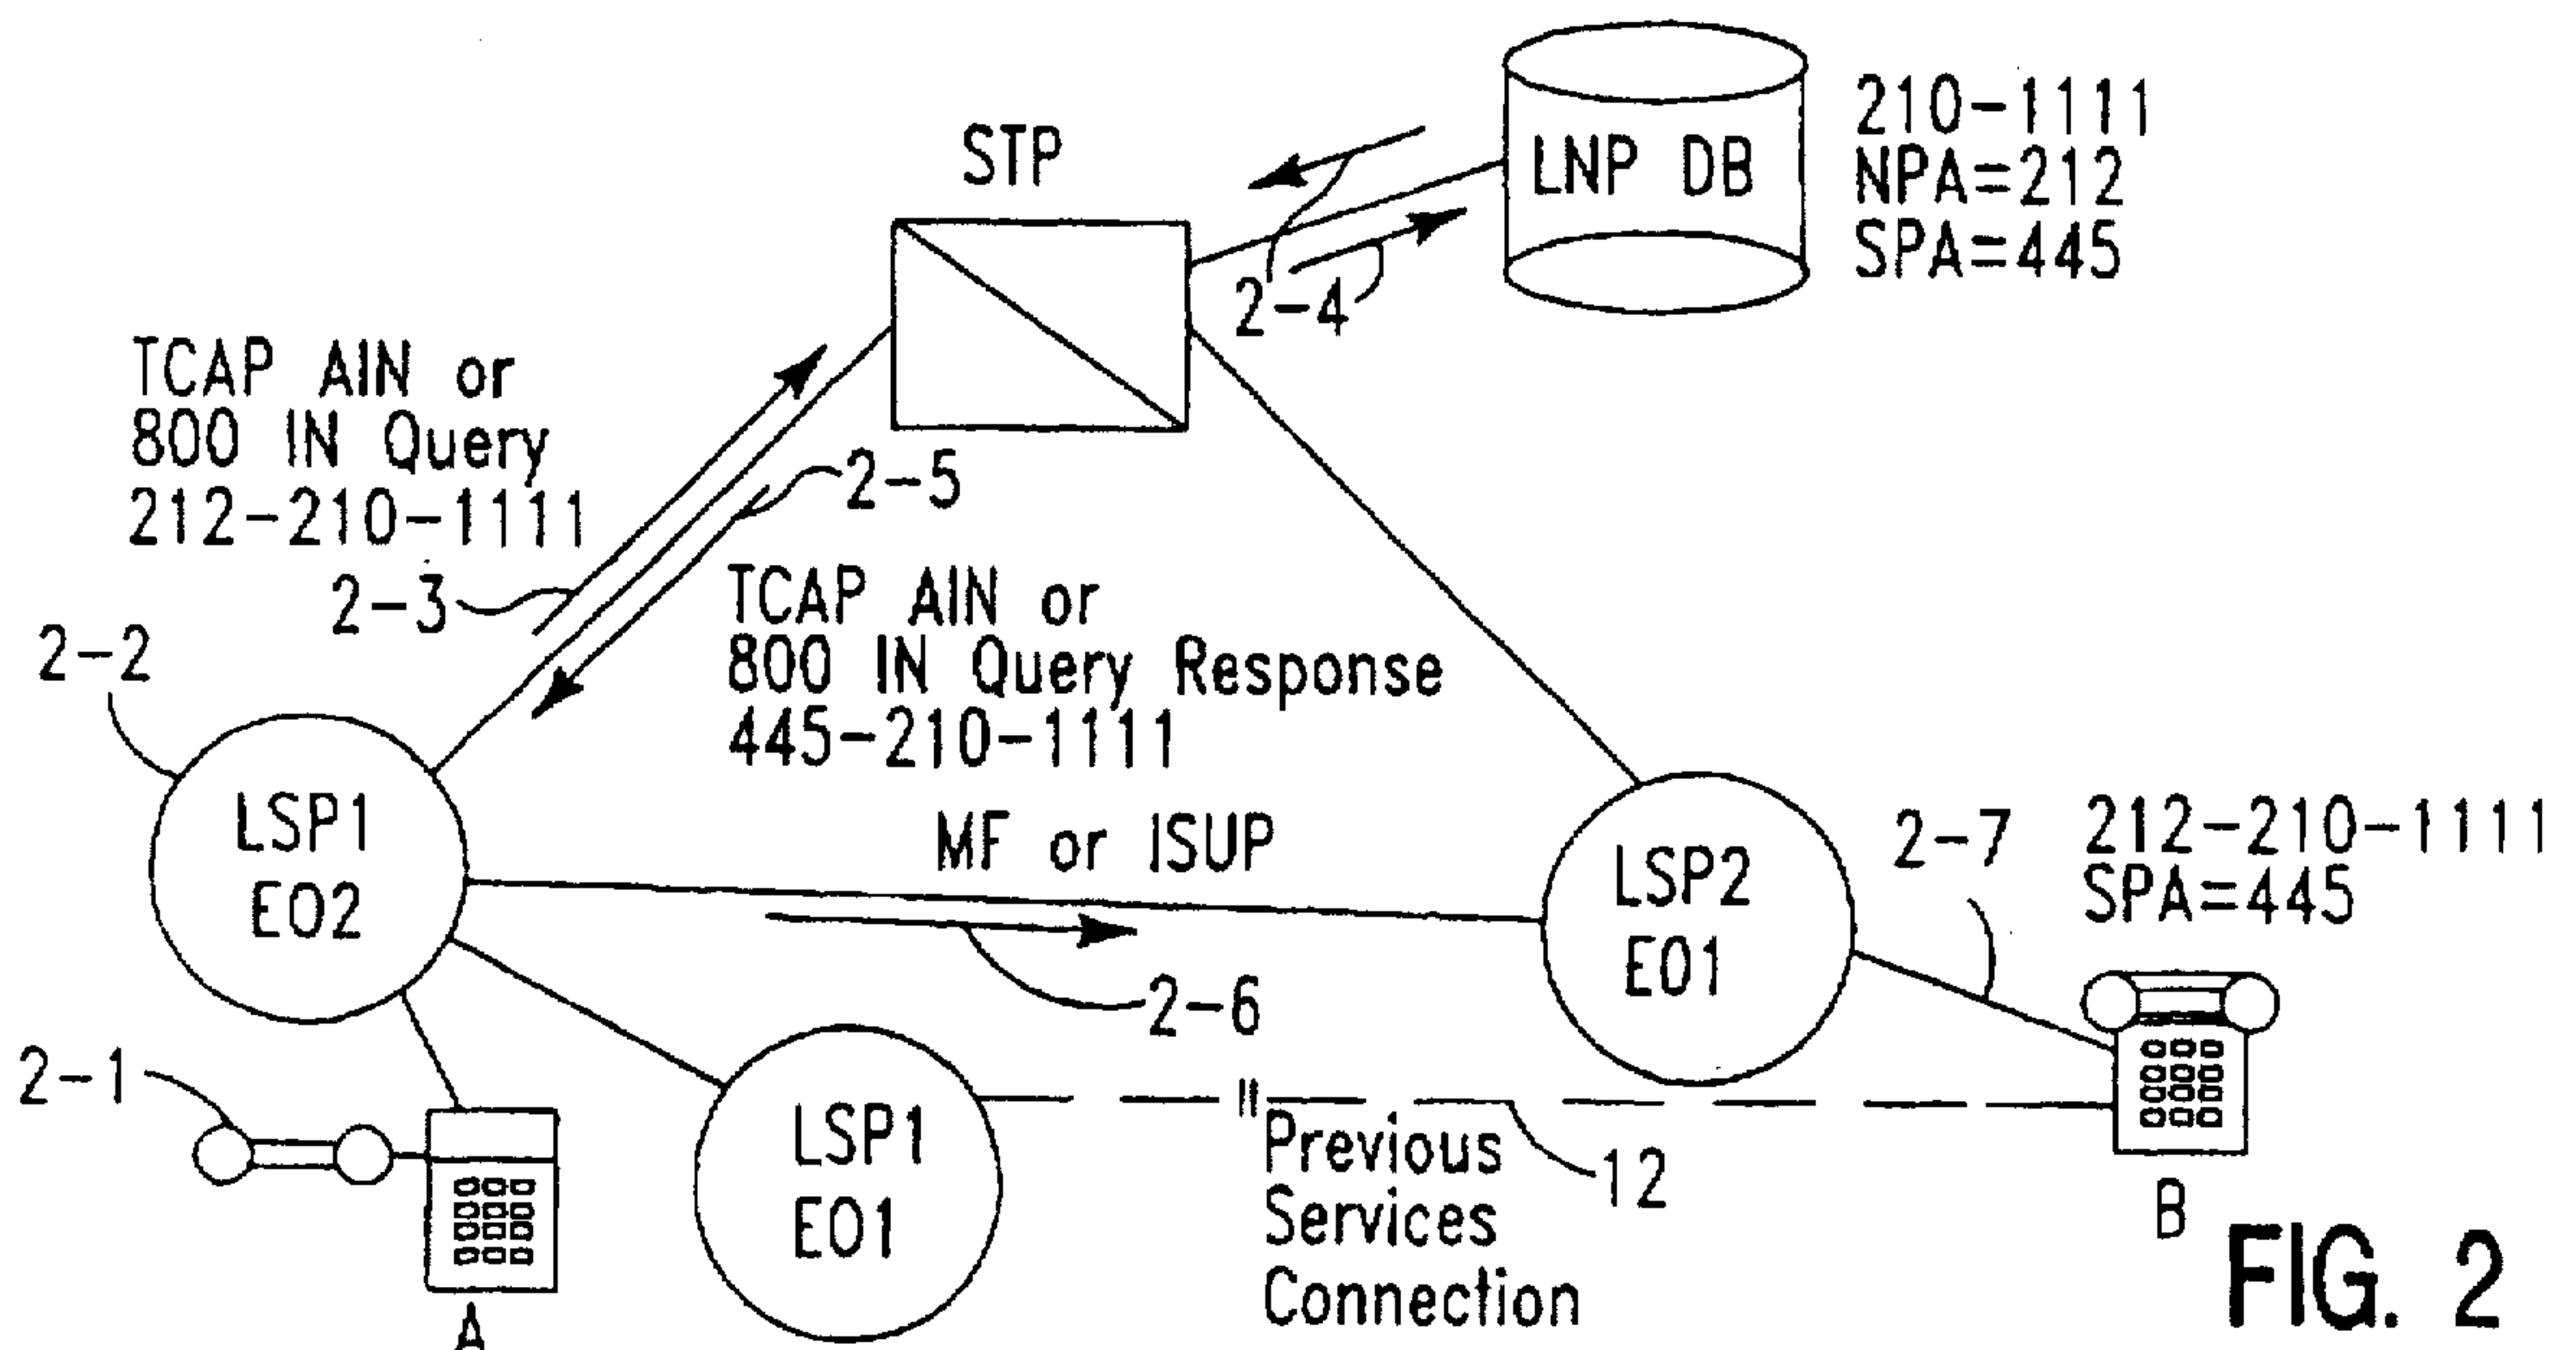 STP
LNP DB
210-1111
NPA=212
SPA=445
2-4
TCAP AIN or
800 IN Query
212-210-1111
2-3
2-5
TCAP AIN or
800 IN Query Response
445-210-1111
2-2
LSP1
EO2
MF or ISUP
2-6
LSP2
EO1
2-7
212-210-1111
SPA=445
2-1
A
LSP1
EO1
"Previous
Services
Connection
12
B
FIG. 2